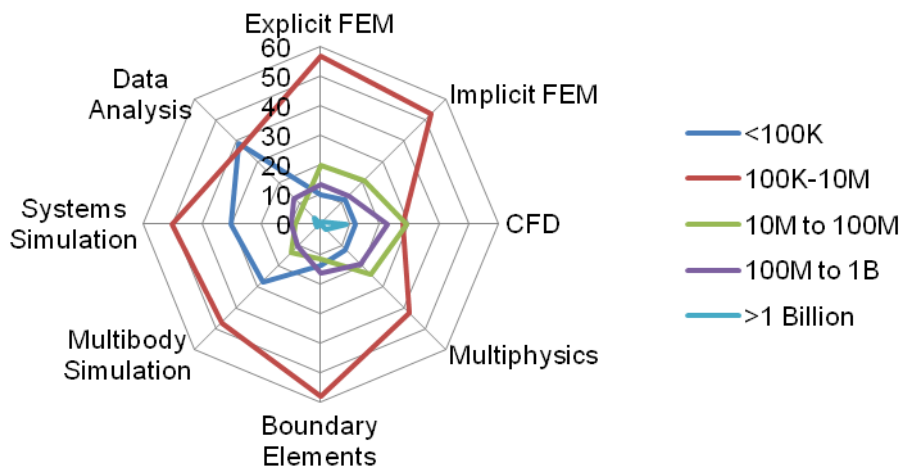 Explicit FEM
60
50
40
30
20
10
0
Data
Analysis
Implicit FEM
Systems
Simulation
CFD
Multibody
Simulation
Multiphysics
Boundary
Elements
<100K
100K-10M
10M to 100M
100M to 1B
>1 Billion